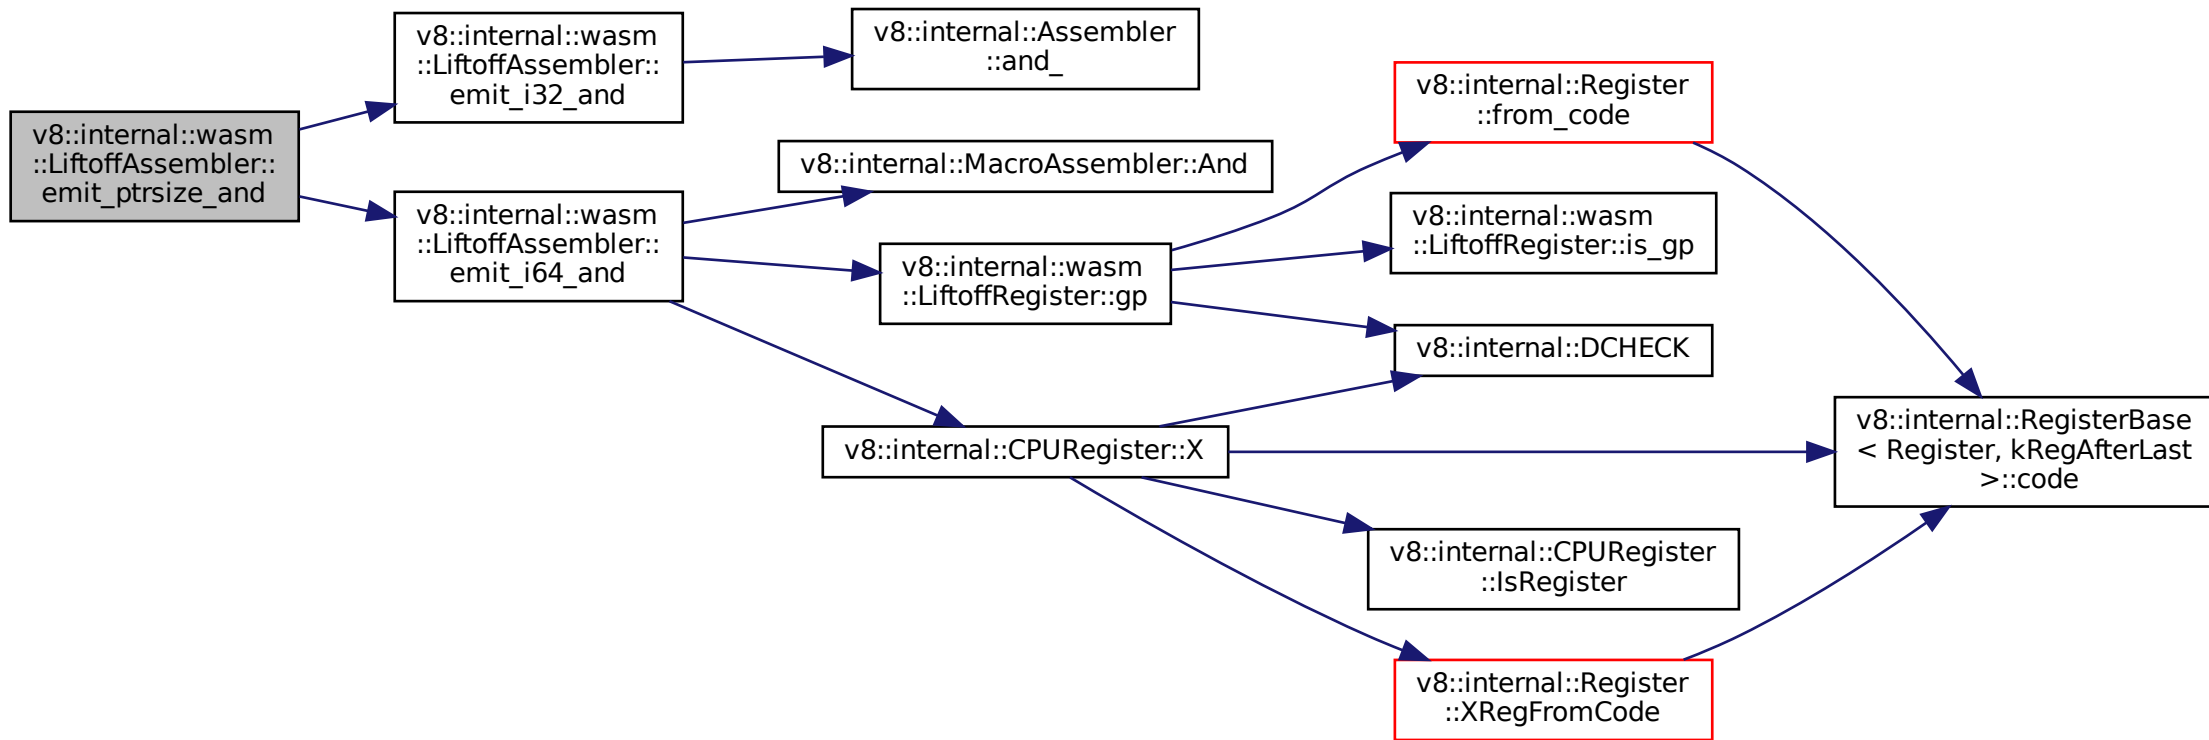 v8::internal::wasm
::LiftoffAssembler::
emit_ptrsize_and
v8::internal::wasm
::LiftoffAssembler::
emit_i32_and
v8::internal::Assembler
::and_
v8::internal::wasm
::LiftoffAssembler::
emit_i64_and
v8::internal::MacroAssembler::And
v8::internal::wasm
::LiftoffRegister::gp
v8::internal::Register
::from_code
v8::internal::wasm
::LiftoffRegister::is_gp
v8::internal::DCHECK
v8::internal::CPURegister::X
v8::internal::RegisterBase
< Register, kRegAfterLast
>::code
v8::internal::CPURegister
::IsRegister
v8::internal::Register
::XRegFromCode